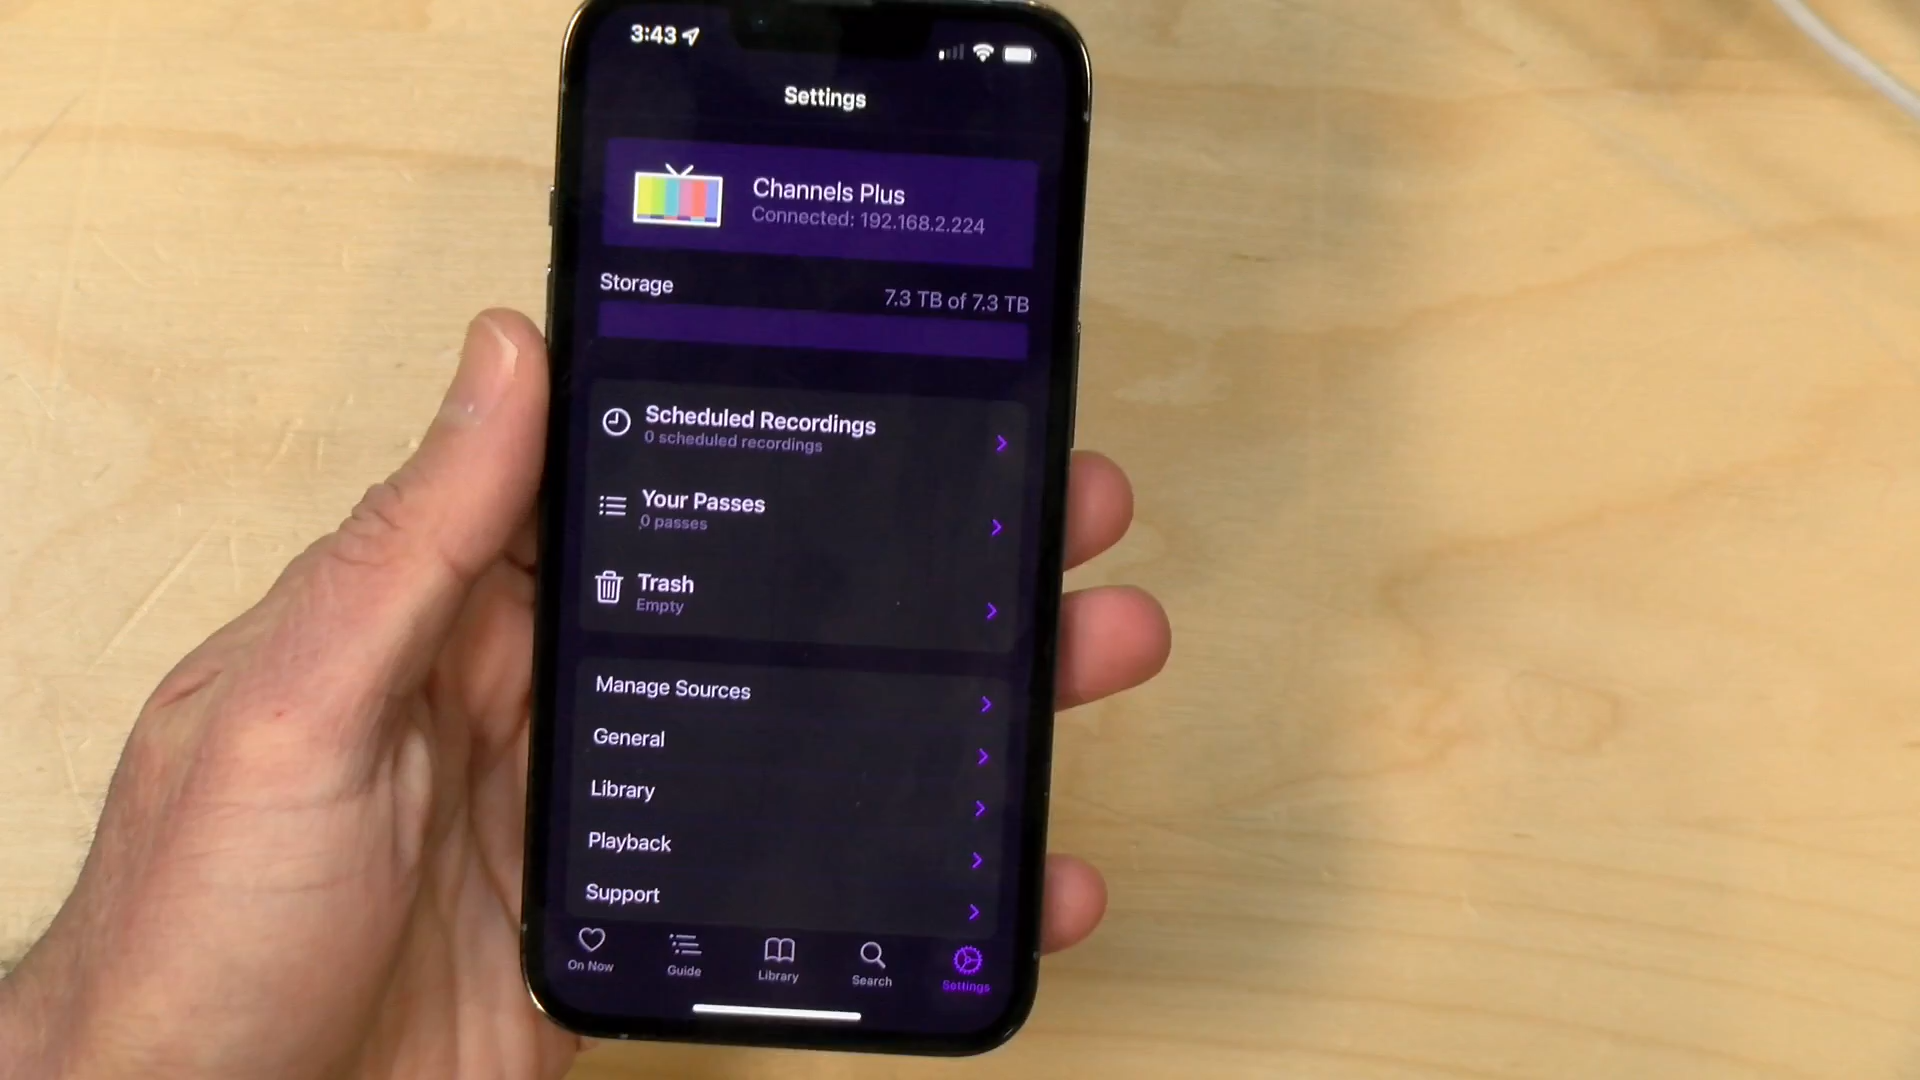 3:43
Settings
Channels Plus
Connected: 192.168.2.224
Storage
7.3 TB of 7.3 TB
Scheduled Recordings
0 scheduled recordings
Your Passes
0 passes
Trash
Empty
Manage Sources
General
Library
Playback
Support
On Now
Guide
Library
Search
Settings